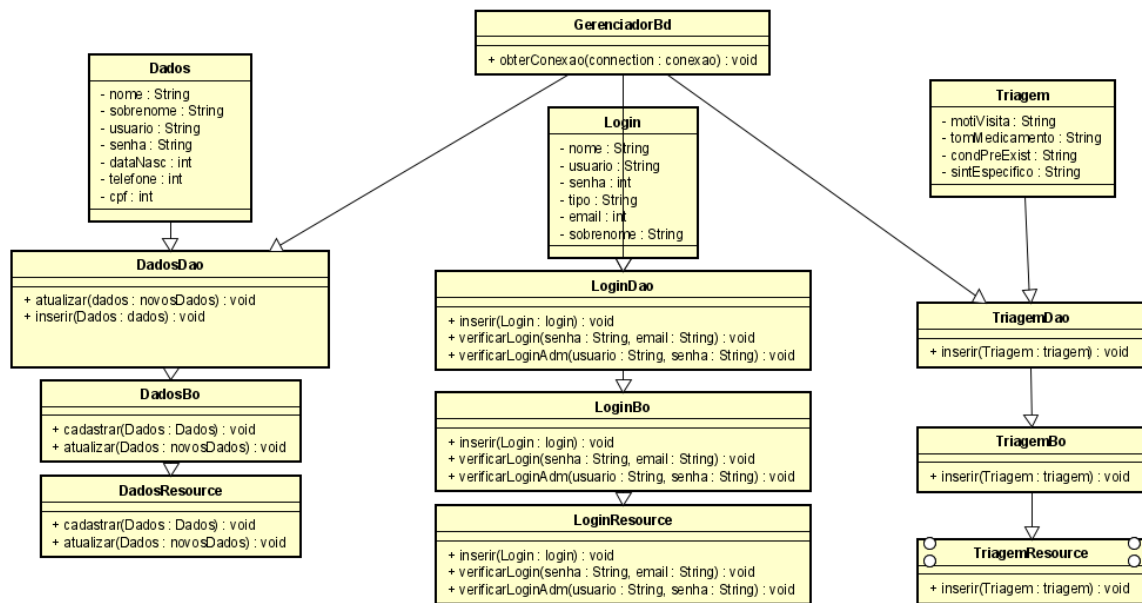 GerenciadorBd
+ obterConexao(connection : conexao) : void
Dados
- nome : String
- sobrenome : String
- usuario : String
- senha : String
- dataNasc : int
- telefone : int
- cpf : int
Login
- nome : String
- usuario : String
- senha : int
- tipo : String
- email : int
- sobrenome : String
Triagem
- motiVisita : String
- tomMedicamento : String
- condPreExist : String
- sintEspecifico : String
DadosDao
+ atualizar(dados : novosDados) : void
+ inserir(Dados : dados) : void
LoginDao
+ inserir(Login : login) : void
+ verificarLogin(senha : String, email : String) : void
+ verificarLoginAdm(usuario : String, senha : String) : void
TriagemDao
+ inserir(Triagem : triagem) : void
DadosBo
+ cadastrar(Dados : Dados) : void
+ atualizar(Dados : novosDados) : void
LoginBo
+ inserir(Login : login) : void
+ verificarLogin(senha : String, email : String) : void
+ verificarLoginAdm(usuario : String, senha : String) : void
TriagemBo
+ inserir(Triagem : triagem) : void
DadosResource
+ cadastrar(Dados : Dados) : void
+ atualizar(Dados : novosDados) : void
LoginResource
+ inserir(Login : login) : void
+ verificarLogin(senha : String, email : String) : void
+ verificarLoginAdm(usuario : String, senha : String) : void
TriagemResource
+ inserir(Triagem : triagem) : void